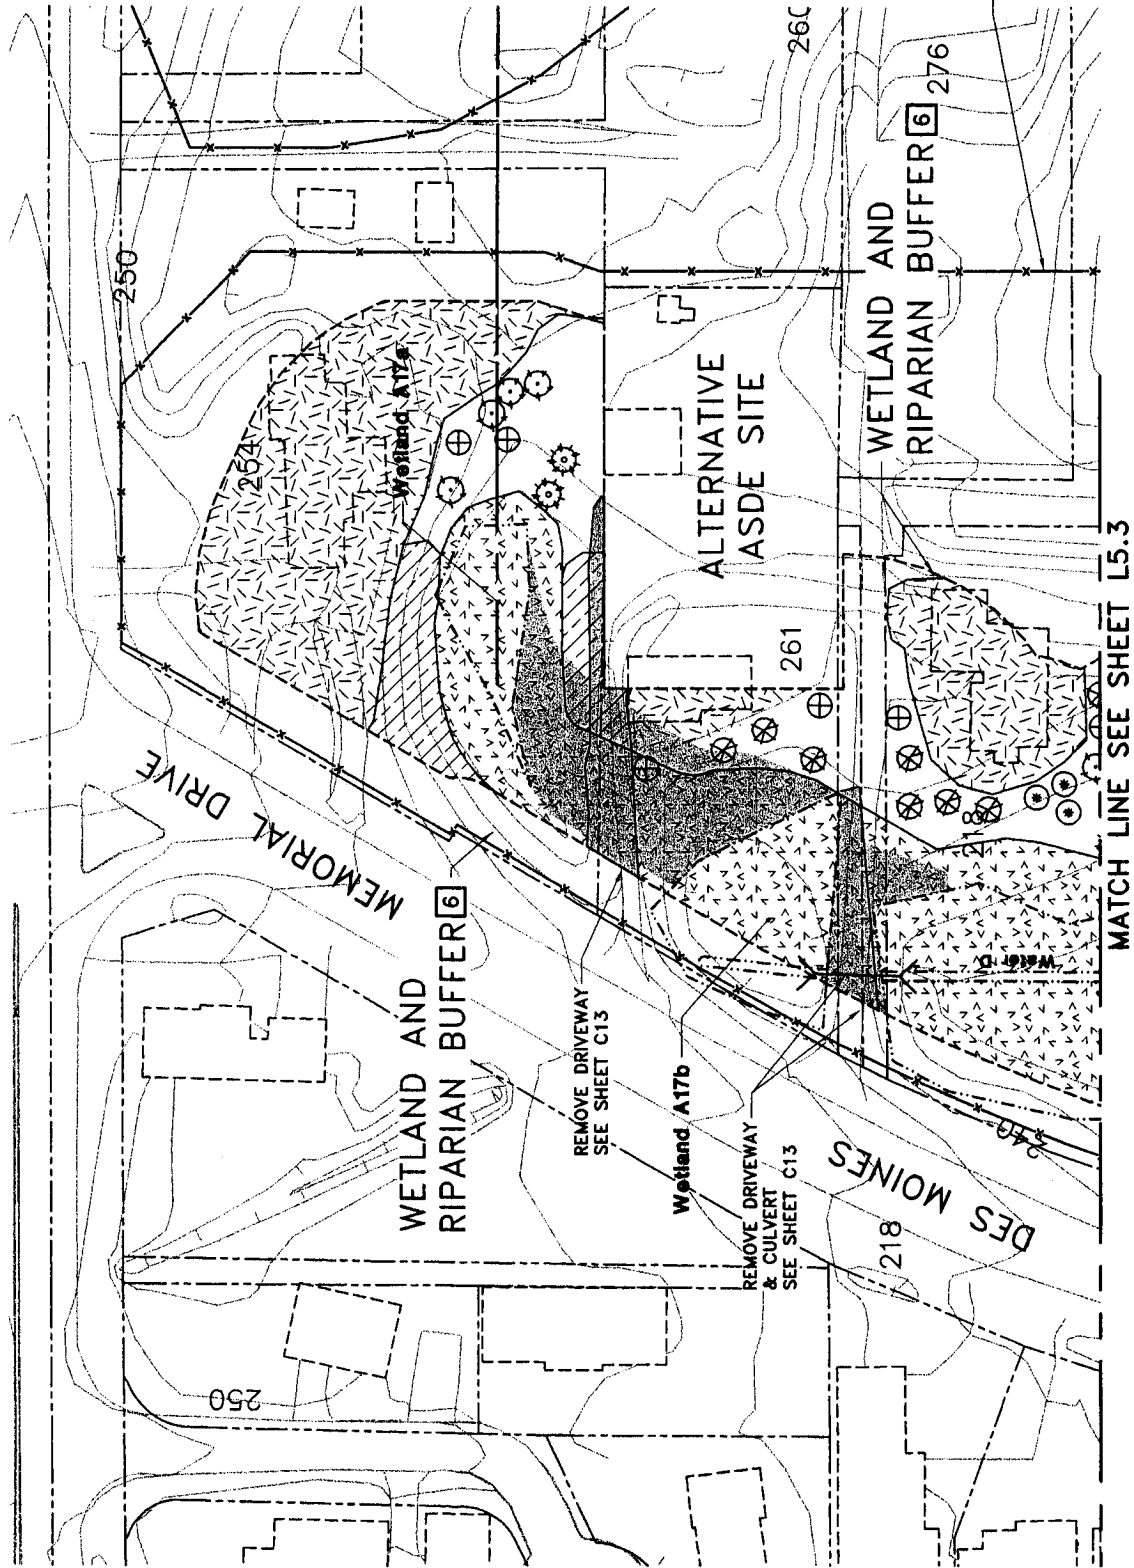 260
276
WETLAND AND
RIPARIAN BUFFER 6
250
254
Wetland A17a
ALTERNATIVE
ASDE SITE
261
MEMORIAL DRIVE
WETLAND AND
RIPARIAN BUFFER 6
REMOVE DRIVEWAY
SEE SHEET C13
Wetland A17b
REMOVE DRIVEWAY
& CULVERT
SEE SHEET C13
218
Water D
240
DES MOINES
218
250
MATCH LINE SEE SHEET L5.3